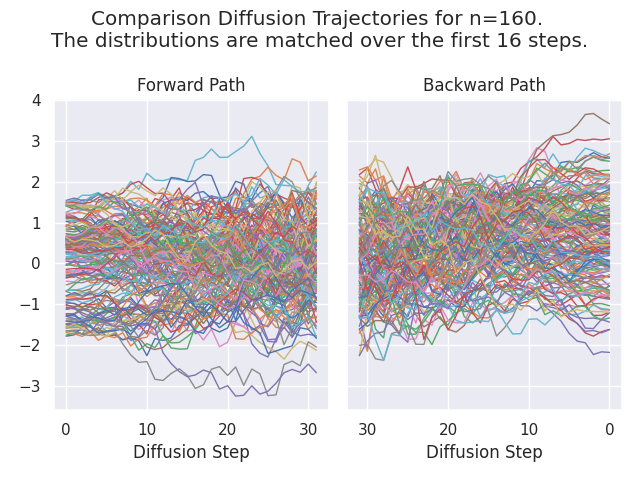 Comparison Diffusion Trajectories for n=160.
The distributions are matched over the first 16 steps.
Forward Path
Backward Path
4
3
2
1
0
−1
−2
−3
0 10 20 30
30 20 10 0
Diffusion Step
Diffusion Step